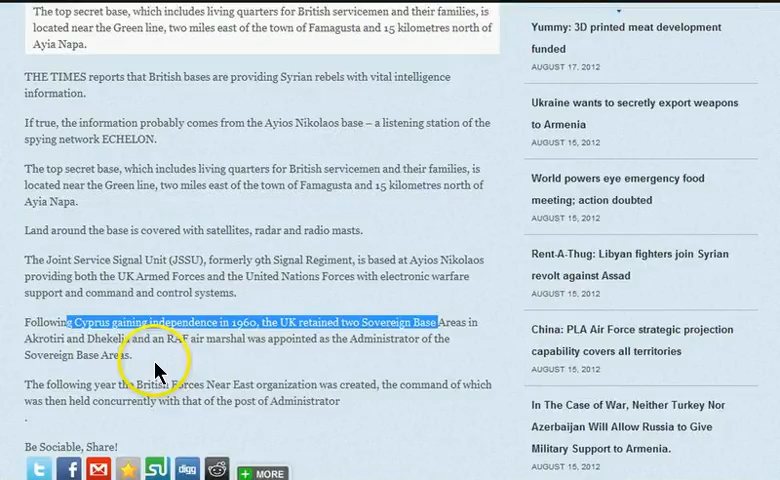 The top secret base, which includes living quarters for British servicemen and their families, is
located near the Green line, two miles east of the town of Famagusta and 15 kilometres north of
Ayia Napa.
THE TIMES reports that British bases are providing Syrian rebels with vital intelligence
information.
If true, the information probably comes from the Ayios Nikolaos base – a listening station of the
spying network ECHELON.
The top secret base, which includes living quarters for British servicemen and their families, is
located near the Green line, two miles east of the town of Famagusta and 15 kilometres north of
Ayia Napa.
Land around the base is covered with satellites, radar and radio masts.
The Joint Service Signal Unit (JSSU), formerly 9th Signal Regiment, is based at Ayios Nikolaos
providing both the UK Armed Forces and the United Nations Forces with electronic warfare
support and command and control systems.
Following Cyprus gaining independence in 1960, the UK retained two Sovereign Base Areas in
Akrotiri and Dhekelia and an RAF air marshal was appointed as the Administrator of the
Sovereign Base Areas.
The following year the British Forces Near East organization was created, the command of which
was then held concurrently with that of the post of Administrator
.
Be Sociable, Share!
digg
MORE
Yummy: 3D printed meat development
funded
AUGUST 17, 2012
Ukraine wants to secretly export weapons
to Armenia
AUGUST 15, 2012
World powers eye emergency food
meeting; action doubted
AUGUST 15, 2012
Rent-A-Thug: Libyan fighters join Syrian
revolt against Assad
AUGUST 15, 2012
China: PLA Air Force strategic projection
capability covers all territories
AUGUST 15, 2012
In The Case of War, Neither Turkey Nor
Azerbaijan Will Allow Russia to Give
Military Support to Armenia.
AUGUST 15, 2012